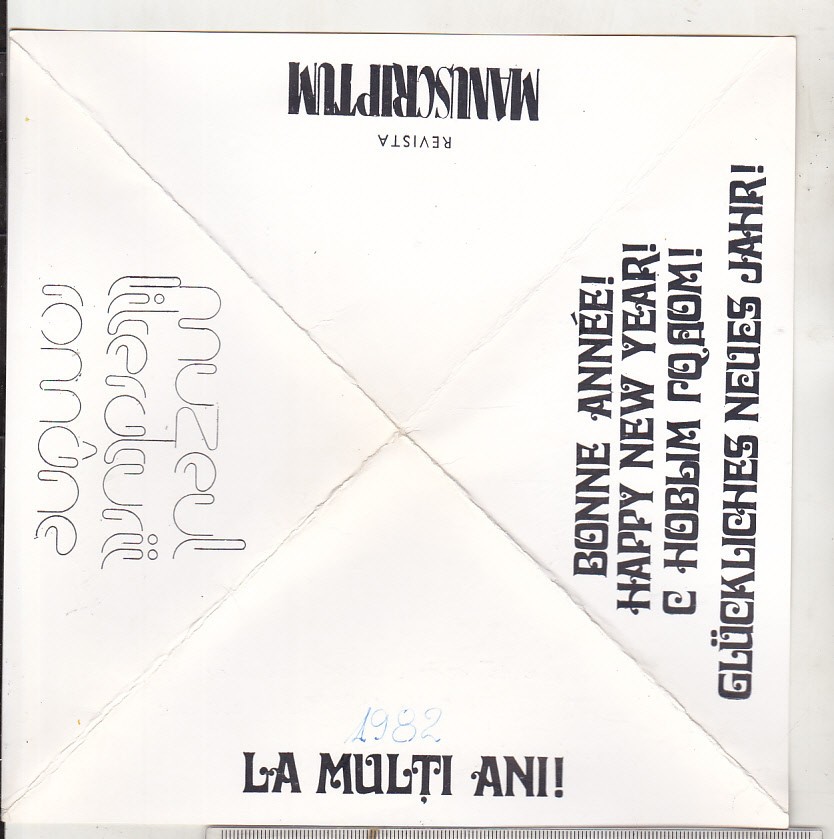 REVISTA
MANUSCRIPTUM
muzeul
literaturii
române
BONNE ANNÉE!
HAPPY NEW YEAR!
С НОВЫМ ГОДОМ!
GLÜCKLICHES NEUES JAHR!
1982
LA MULȚI ANI!